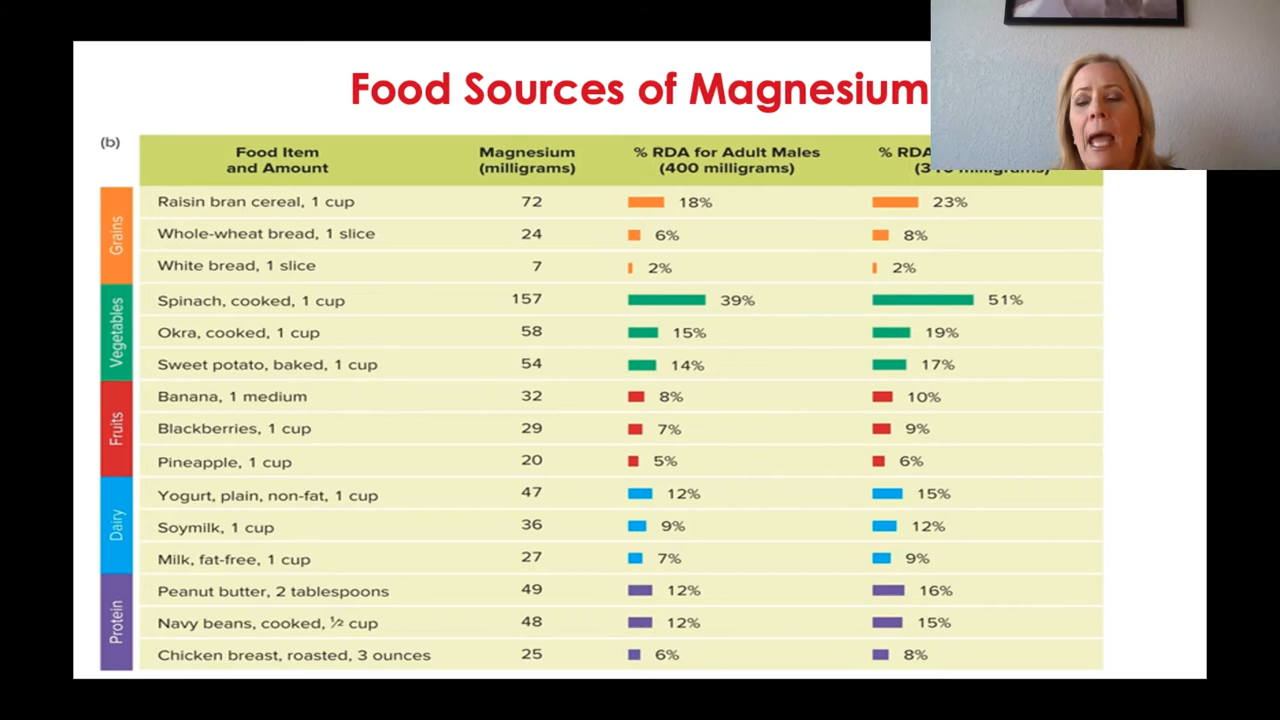 Food Sources of Magnesium
(b)
Food Item and Amount
Magnesium (milligrams)
% RDA for Adult Males (400 milligrams)
% RDA
milligrams)
Grains
Raisin bran cereal, 1 cup 72 18% 23%
Whole-wheat bread, 1 slice 24 6% 8%
White bread, 1 slice 7 2% 2%
Vegetables
Spinach, cooked, 1 cup 157 39% 51%
Okra, cooked, 1 cup 58 15% 19%
Sweet potato, baked, 1 cup 54 14% 17%
Fruits
Banana, 1 medium 32 8% 10%
Blackberries, 1 cup 29 7% 9%
Pineapple, 1 cup 20 5% 6%
Dairy
Yogurt, plain, non-fat, 1 cup 47 12% 15%
Soymilk, 1 cup 36 9% 12%
Milk, fat-free, 1 cup 27 7% 9%
Protein
Peanut butter, 2 tablespoons 49 12% 16%
Navy beans, cooked, ½ cup 48 12% 15%
Chicken breast, roasted, 3 ounces 25 6% 8%